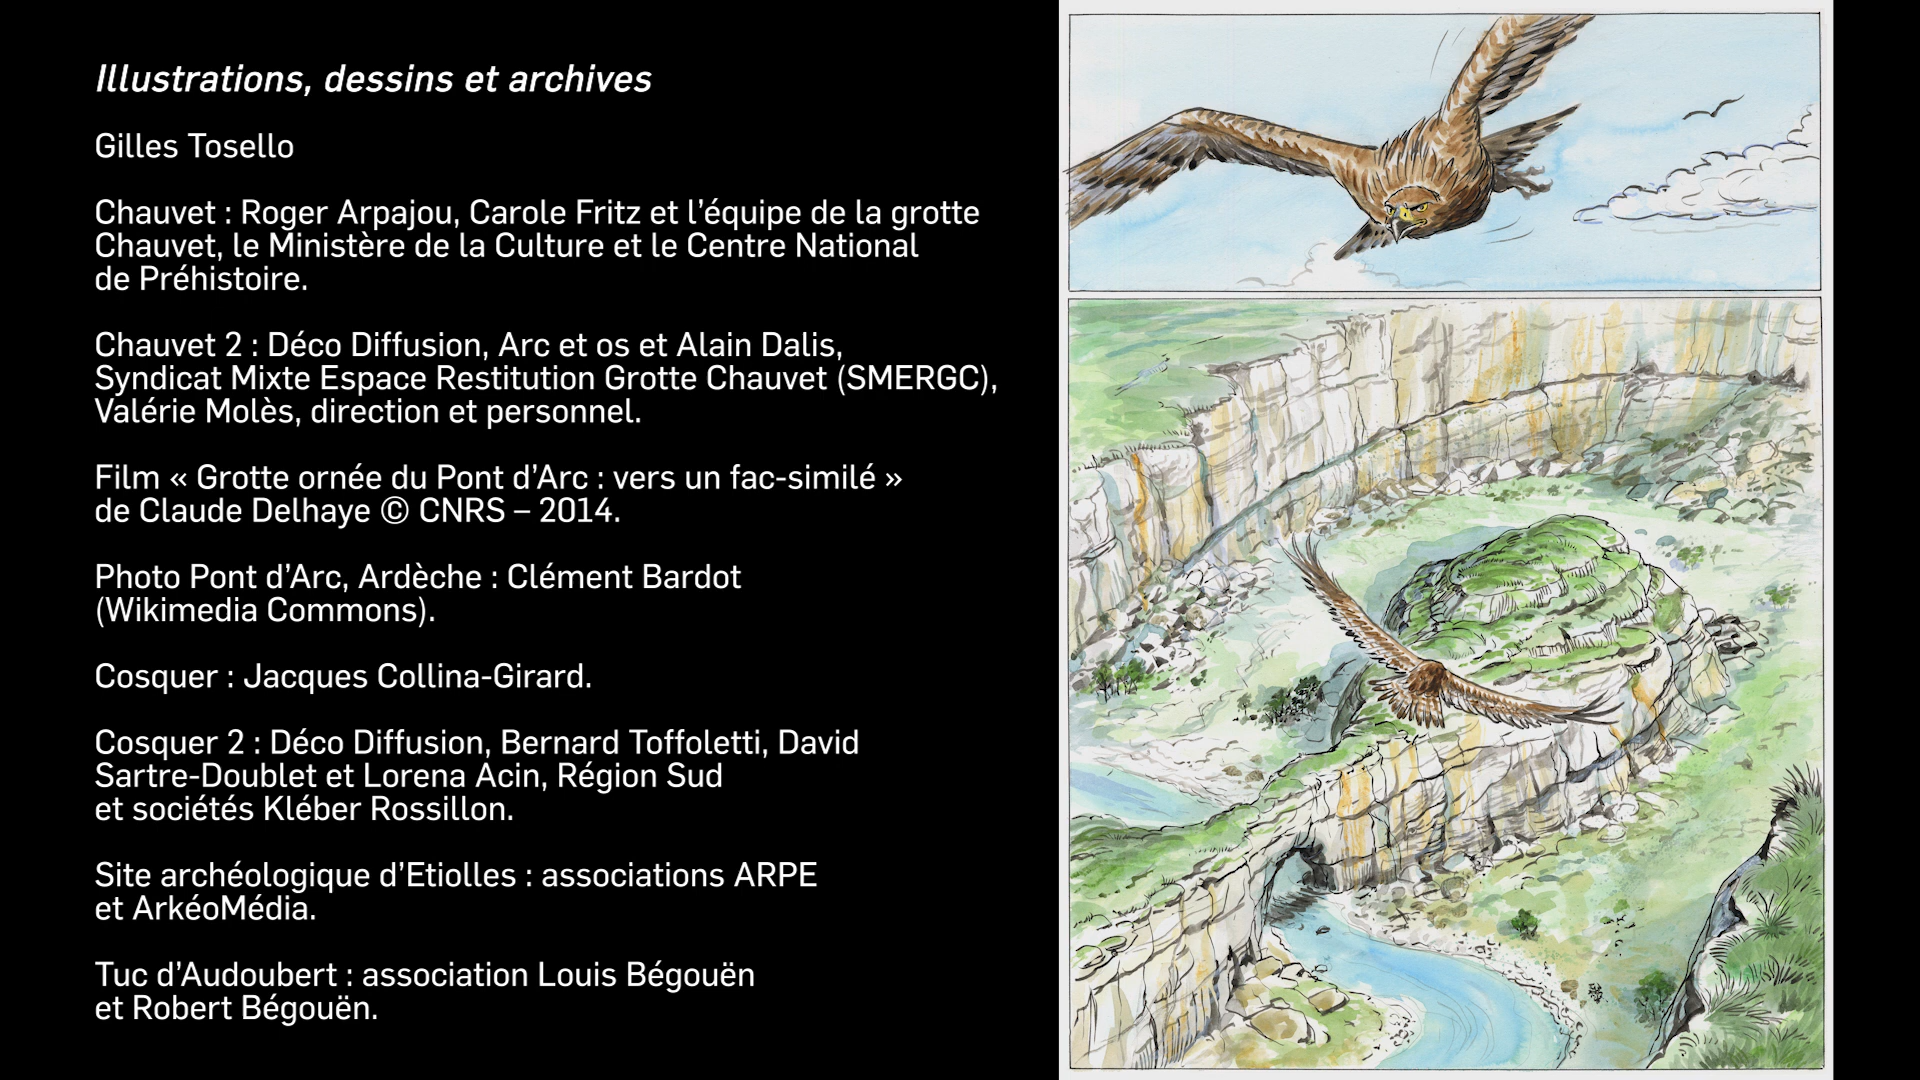 Illustrations, dessins et archives
Gilles Tosello
Chauvet : Roger Arpajou, Carole Fritz et l’équipe de la grotte
Chauvet, le Ministère de la Culture et le Centre National
de Préhistoire.
Chauvet 2 : Déco Diffusion, Arc et os et Alain Dalis,
Syndicat Mixte Espace Restitution Grotte Chauvet (SMERGC),
Valérie Molès, direction et personnel.
Film « Grotte ornée du Pont d’Arc : vers un fac-similé »
de Claude Delhaye © CNRS – 2014.
Photo Pont d’Arc, Ardèche : Clément Bardot
(Wikimedia Commons).
Cosquer : Jacques Collina-Girard.
Cosquer 2 : Déco Diffusion, Bernard Toffoletti, David
Sartre-Doublet et Lorena Acin, Région Sud
et sociétés Kléber Rossillon.
Site archéologique d’Etiolles : associations ARPE
et ArkéoMédia.
Tuc d’Audoubert : association Louis Bégouën
et Robert Bégouën.